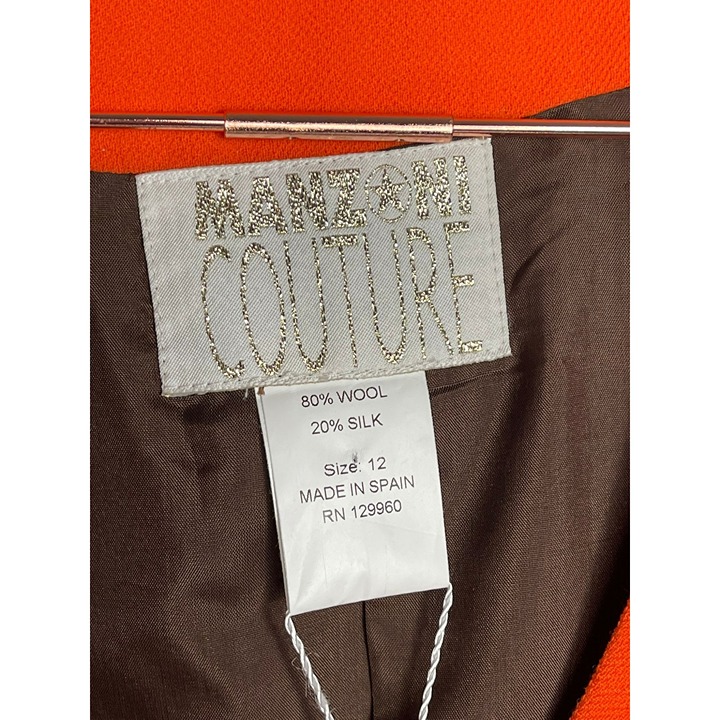 MANZONI
COUTURE
80% WOOL
20% SILK
Size: 12
MADE IN SPAIN
RN 129960